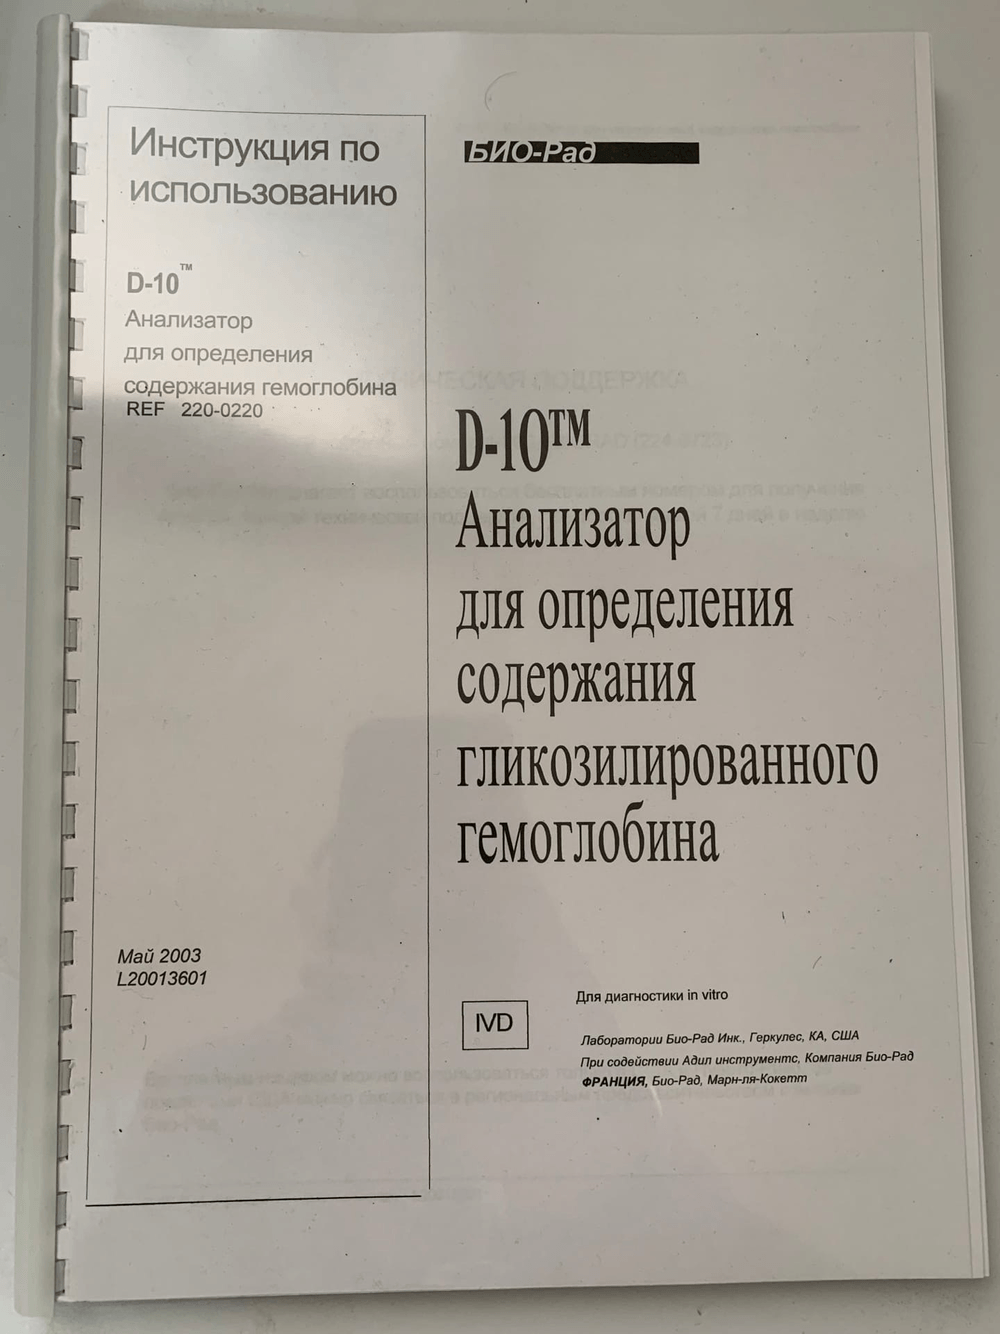 Инструкция по
использованию
D-10™
Анализатор
для определения
содержания гемоглобина
REF 220-0220
Май 2003
L20013601
БИО-Рад
D-10™
Анализатор
для определения
содержания
гликозилированного
гемоглобина
IVD
Для диагностики in vitro
Лаборатории Био-Рад Инк., Геркулес, КА, США
При содействии Адил инструментс, Компания Био-Рад
ФРАНЦИЯ, Био-Рад, Марн-ля-Кокетт